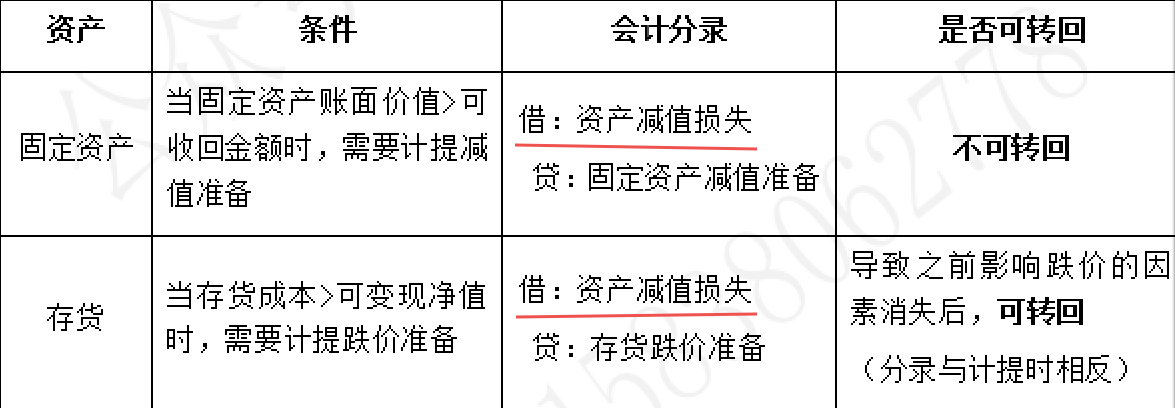 资产 条件 会计分录 是否可转回
固定资产
当固定资产账面价值>可
收回金额时，需要计提减
值准备
借：资产减值损失
贷：固定资产减值准备
不可转回
存货
当存货成本>可变现净值
时，需要计提跌价准备
借：资产减值损失
贷：存货跌价准备
导致之前影响跌价的因
素消失后，可转回
（分录与计提时相反）